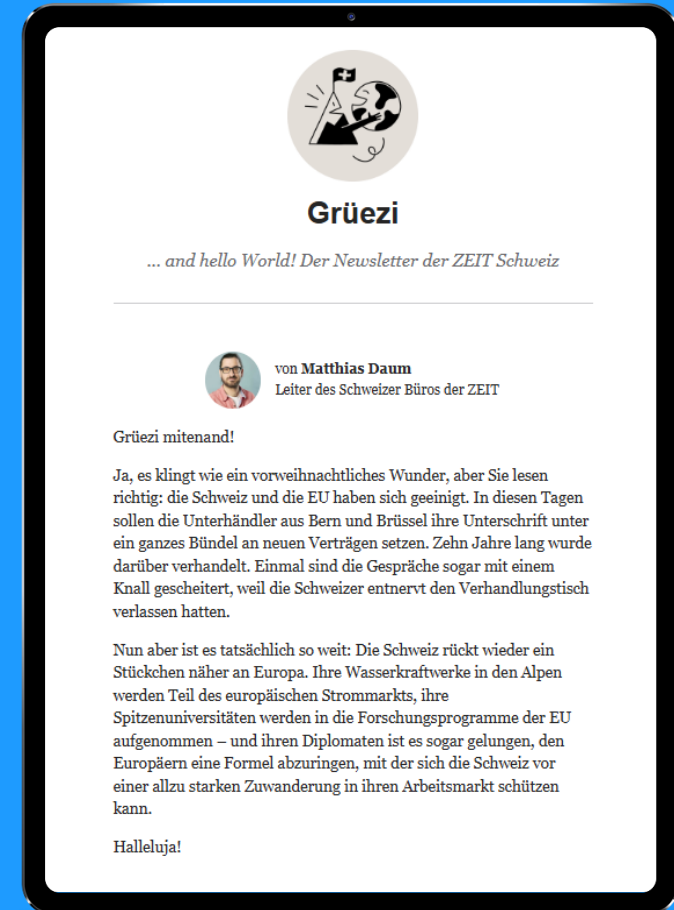 Grüezi
... and hello World! Der Newsletter der ZEIT Schweiz
von Matthias Daum
Leiter des Schweizer Büros der ZEIT
Grüezi mitenand!
Ja, es klingt wie ein vorweihnachtliches Wunder, aber Sie lesen
richtig: die Schweiz und die EU haben sich geeinigt. In diesen Tagen
sollen die Unterhändler aus Bern und Brüssel ihre Unterschrift unter
ein ganzes Bündel an neuen Verträgen setzen. Zehn Jahre lang wurde
darüber verhandelt. Einmal sind die Gespräche sogar mit einem
Knall gescheitert, weil die Schweizer entnervt den Verhandlungstisch
verlassen hatten.
Nun aber ist es tatsächlich so weit: Die Schweiz rückt wieder ein
Stückchen näher an Europa. Ihre Wasserkraftwerke in den Alpen
werden Teil des europäischen Strommarkts, ihre
Spitzenuniversitäten werden in die Forschungsprogramme der EU
aufgenommen – und ihren Diplomaten ist es sogar gelungen, den
Europäern eine Formel abzuringen, mit der sich die Schweiz vor
einer allzu starken Zuwanderung in ihren Arbeitsmarkt schützen
kann.
Halleluja!